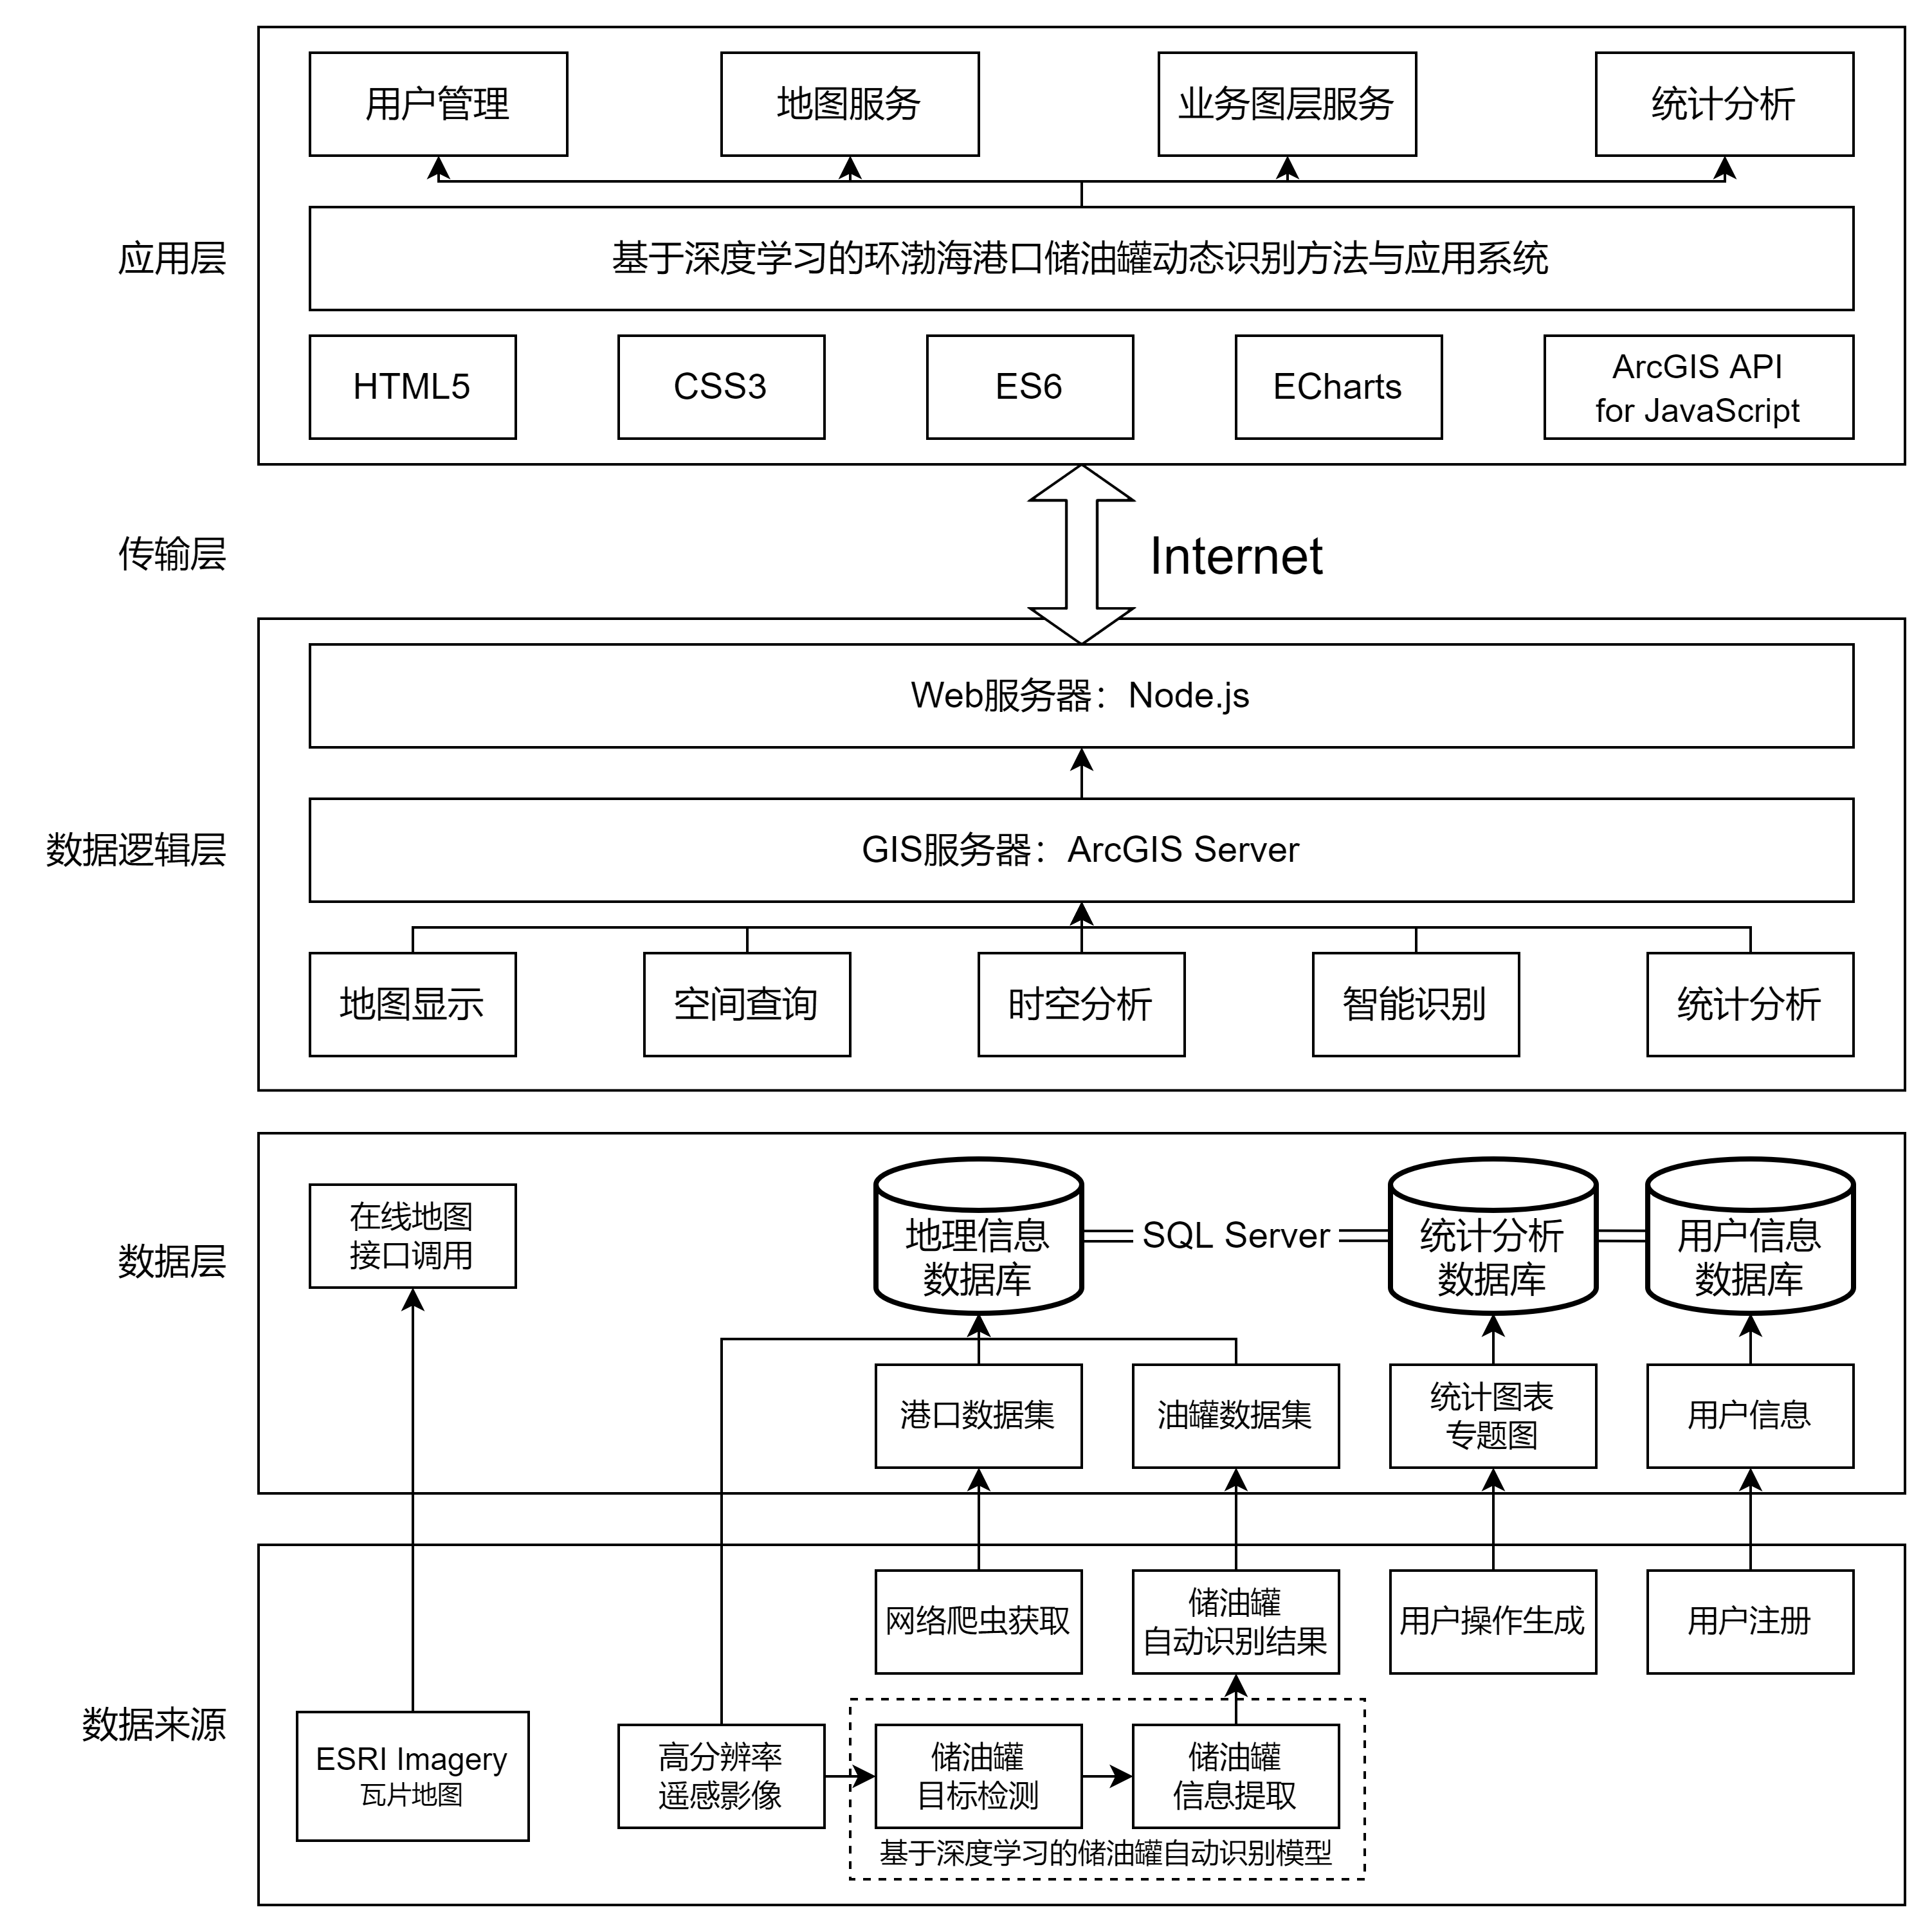 用户管理
地图服务
业务图层服务
统计分析
应用层
基于深度学习的环渤海港口储油罐动态识别方法与应用系统
HTML5
CSS3
ES6
ECharts
ArcGIS API
for JavaScript
传输层
Internet
Web服务器：Node.js
数据逻辑层
GIS服务器：ArcGIS Server
地图显示
空间查询
时空分析
智能识别
统计分析
数据层
在线地图
接口调用
地理信息
数据库
SQL Server
统计分析
数据库
用户信息
数据库
港口数据集
油罐数据集
统计图表
专题图
用户信息
网络爬虫获取
储油罐
自动识别结果
用户操作生成
用户注册
数据来源
ESRI Imagery
瓦片地图
高分辨率
遥感影像
储油罐
目标检测
储油罐
信息提取
基于深度学习的储油罐自动识别模型